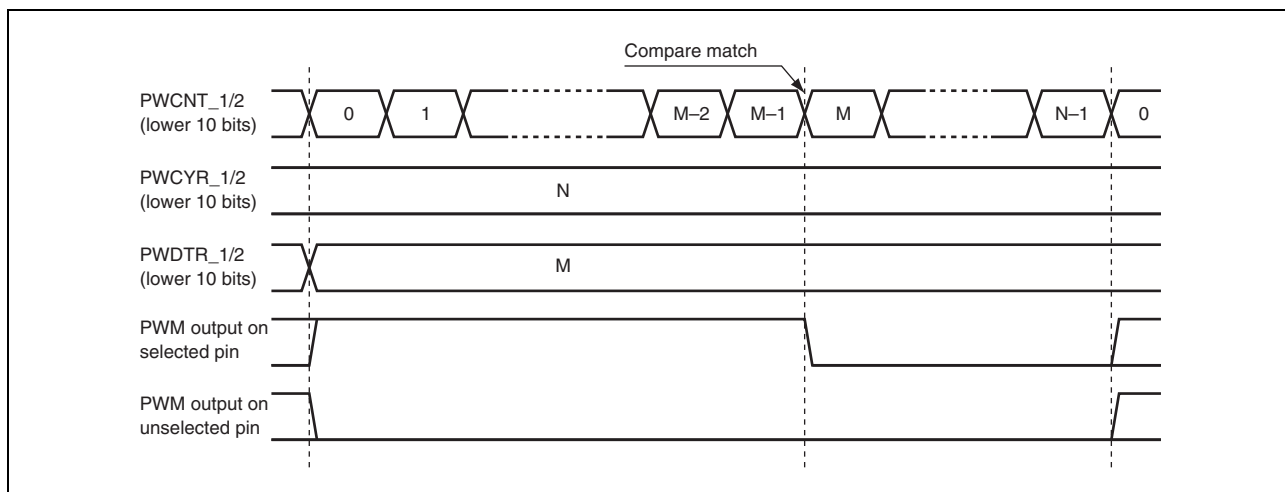 Compare match
PWCNT_1/2
(lower 10 bits)
0 1 M–2 M–1 M N–1 0
PWCYR_1/2
(lower 10 bits)
N
PWDTR_1/2
(lower 10 bits)
M
PWM output on
selected pin
PWM output on
unselected pin